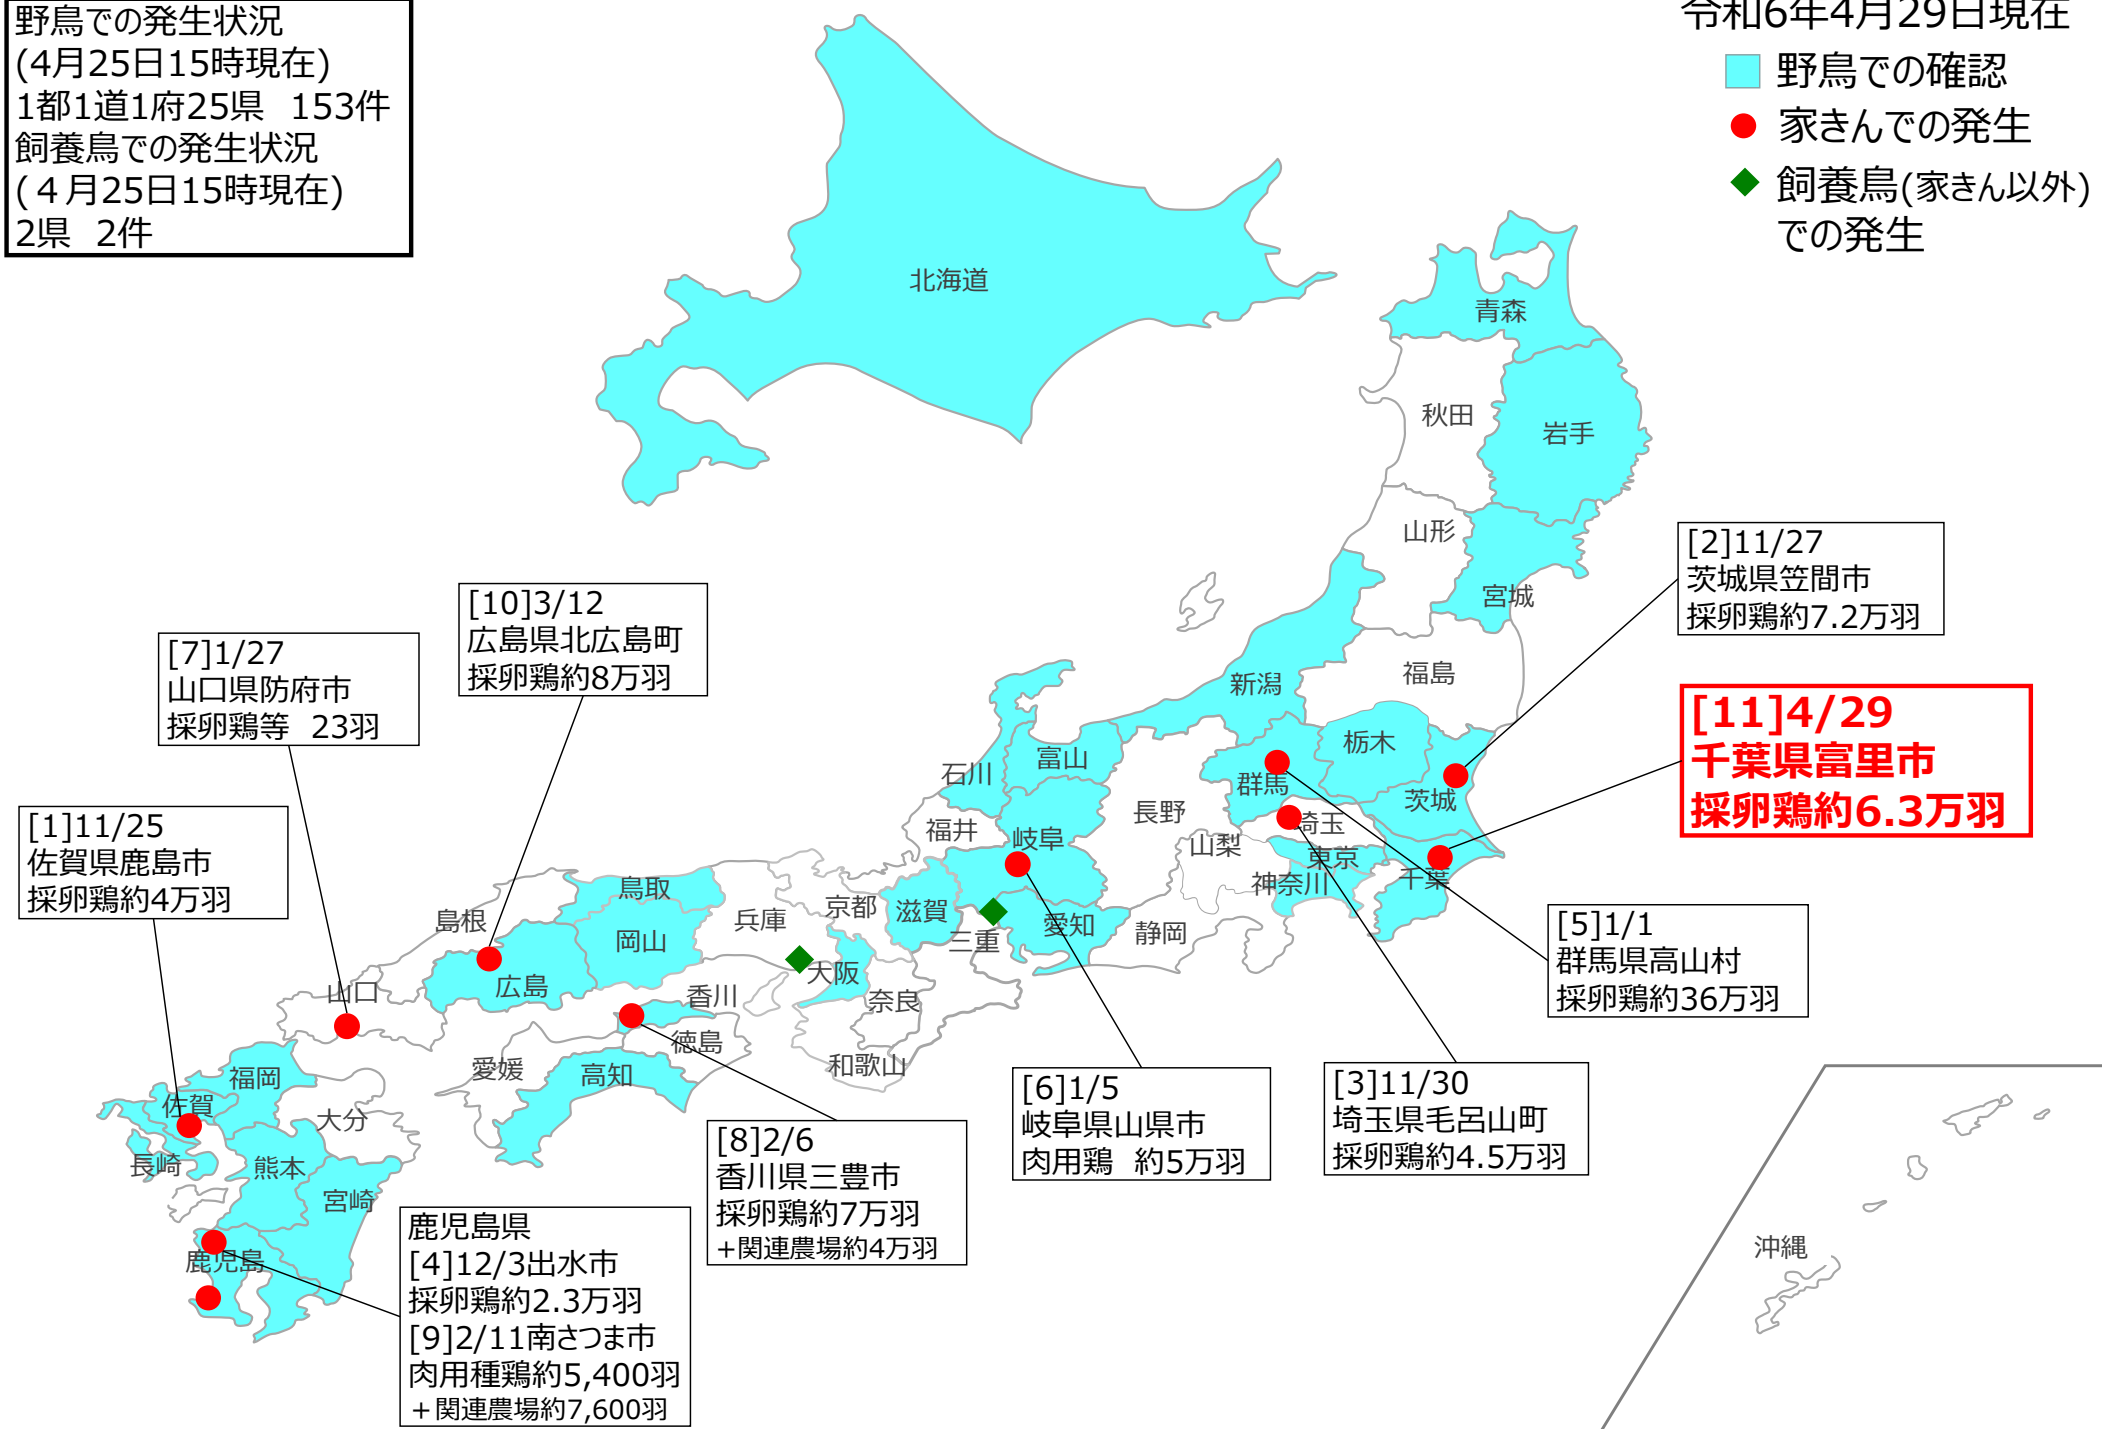 野鳥での発生状況
(4月25日15時現在)
1都1道1府25県 153件
飼養鳥での発生状況
(４月25日15時現在)
2県 2件
令和6年4月29日現在
野鳥での確認
家きんでの発生
飼養鳥(家きん以外)
での発生
北海道
青森
秋田
岩手
山形
宮城
福島
新潟
栃木
群馬
茨城
埼玉
東京
千葉
神奈川
山梨
長野
富山
石川
福井
岐阜
静岡
愛知
三重
滋賀
京都
大阪
兵庫
奈良
和歌山
鳥取
島根
岡山
広島
山口
香川
徳島
愛媛
高知
福岡
佐賀
長崎
大分
熊本
宮崎
鹿児島
沖縄
[2]11/27
茨城県笠間市
採卵鶏約7.2万羽
[10]3/12
広島県北広島町
採卵鶏約8万羽
[7]1/27
山口県防府市
採卵鶏等 23羽
[11]4/29
千葉県富里市
採卵鶏約6.3万羽
[1]11/25
佐賀県鹿島市
採卵鶏約4万羽
[5]1/1
群馬県高山村
採卵鶏約36万羽
[6]1/5
岐阜県山県市
肉用鶏 約5万羽
[3]11/30
埼玉県毛呂山町
採卵鶏約4.5万羽
[8]2/6
香川県三豊市
採卵鶏約7万羽
+関連農場約4万羽
鹿児島県
[4]12/3出水市
採卵鶏約2.3万羽
[9]2/11南さつま市
肉用種鶏約5,400羽
＋関連農場約7,600羽